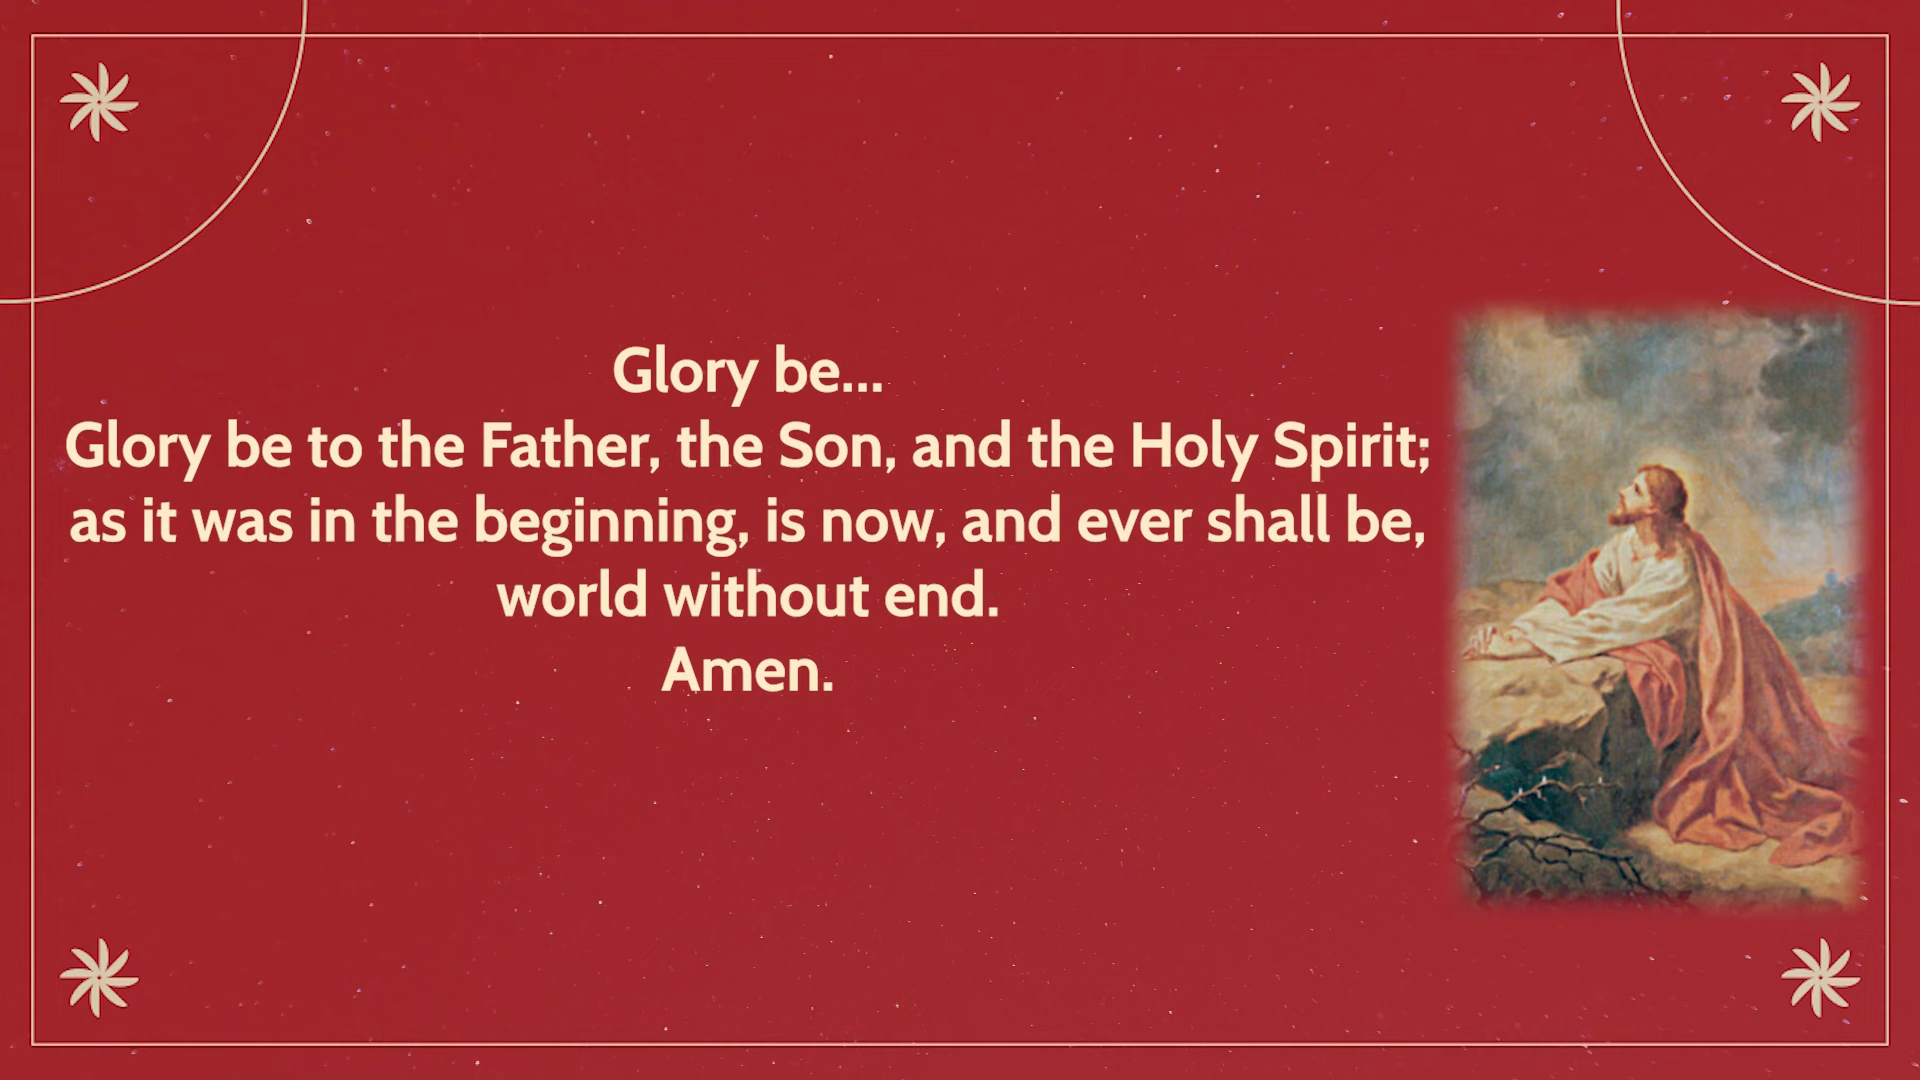 Glory be...
Glory be to the Father, the Son, and the Holy Spirit;
as it was in the beginning, is now, and ever shall be,
world without end.
Amen.